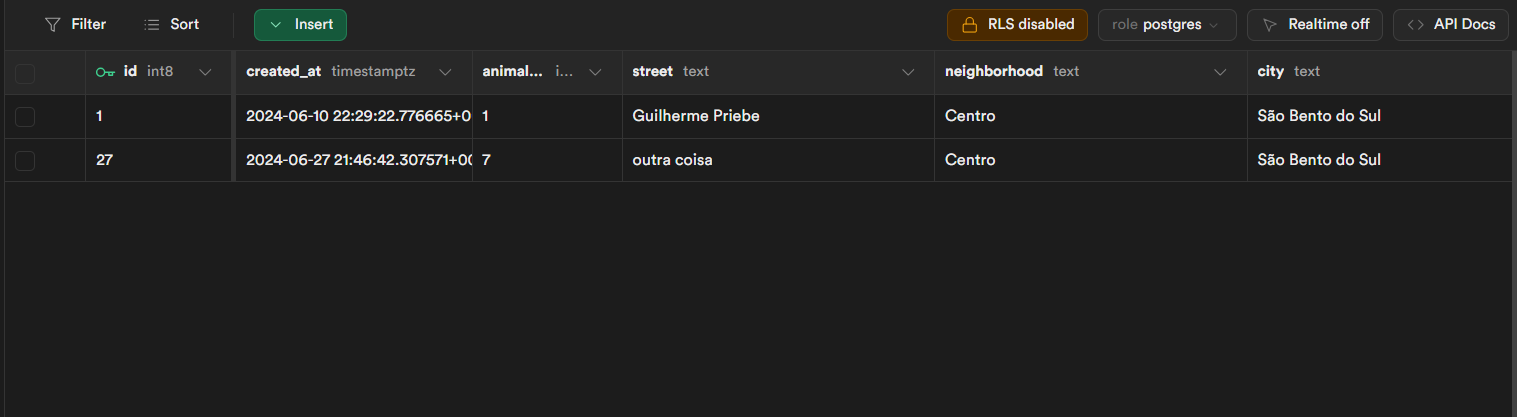 Filter Sort Insert RLS disabled role postgres Realtime off API Docs
id int8 created_at timestamptz animal... i... street text neighborhood text city text
1 2024-06-10 22:29:22.776665+0 1 Guilherme Priebe Centro São Bento do Sul
27 2024-06-27 21:46:42.307571+00 7 outra coisa Centro São Bento do Sul